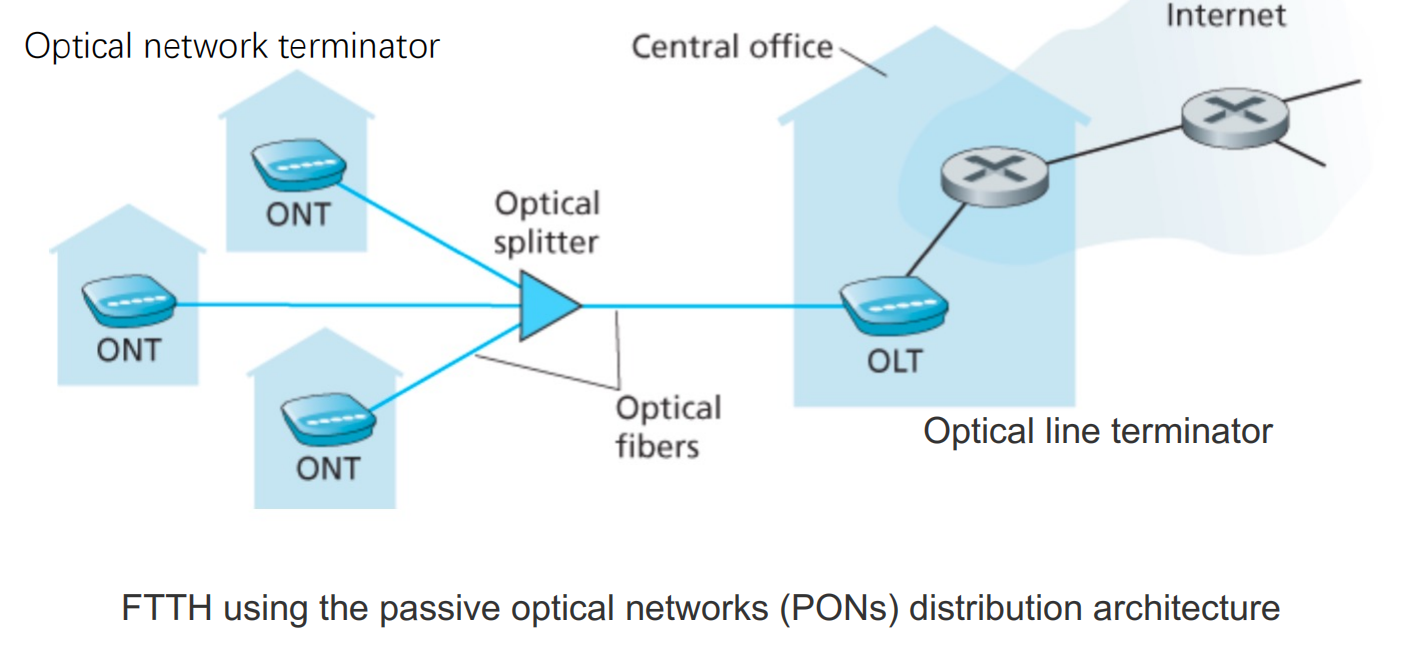 Internet
Optical network terminator
Central office
ONT
Optical
splitter
ONT
OLT
Optical
fibers
Optical line terminator
ONT
FTTH using the passive optical networks (PONs) distribution architecture